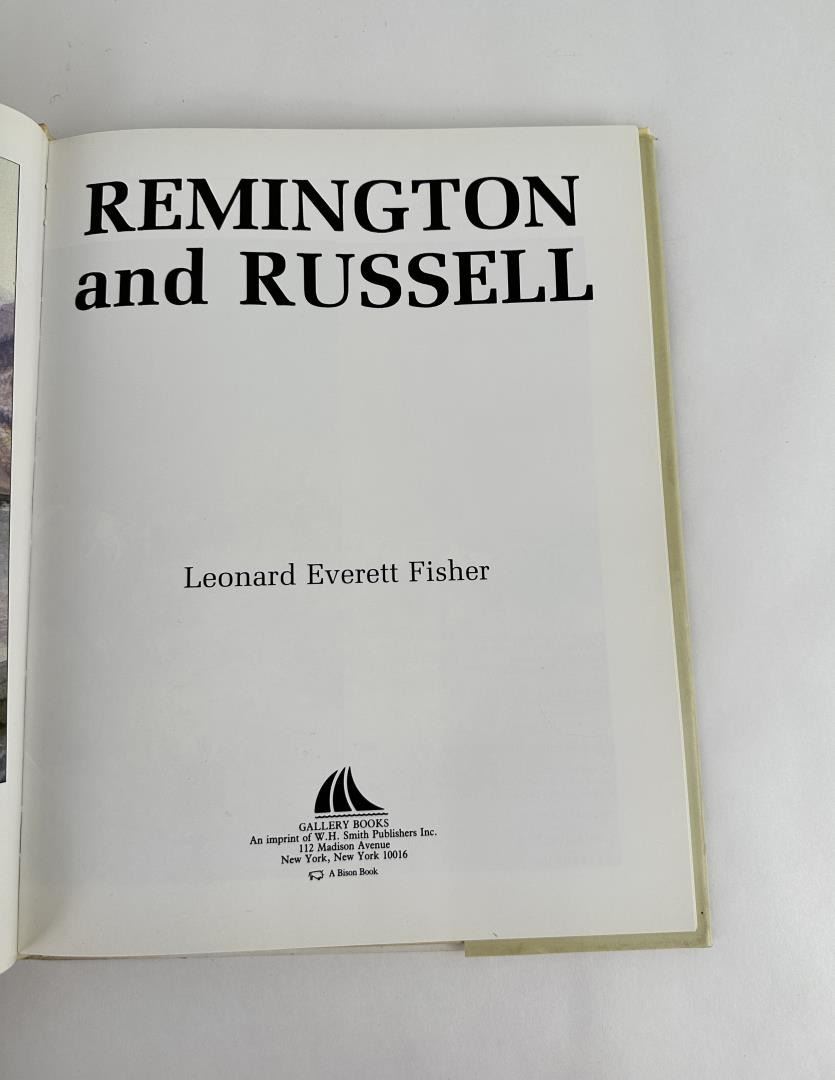 REMINGTON
and RUSSELL
Leonard Everett Fisher
GALLERY BOOKS
An imprint of W.H. Smith Publishers Inc.
112 Madison Avenue
New York, New York 10016
A Bison Book